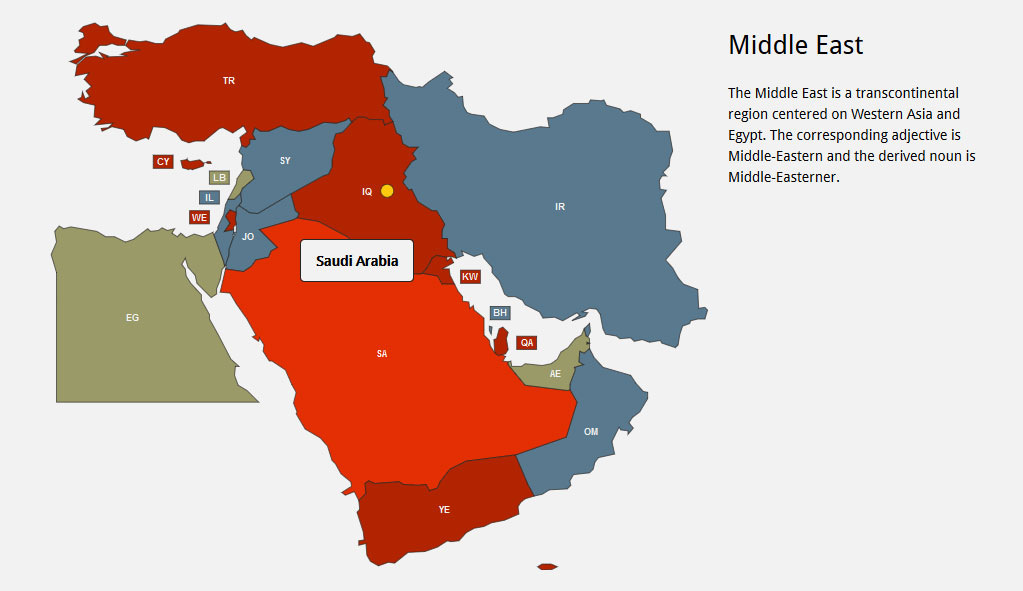 Middle East
The Middle East is a transcontinental
region centered on Western Asia and
Egypt. The corresponding adjective is
Middle-Eastern and the derived noun is
Middle-Easterner.
TR
CY
SY
LB
IL
IQ
IR
WE
JO
Saudi Arabia
KW
BH
EG
QA
SA
AE
OM
YE